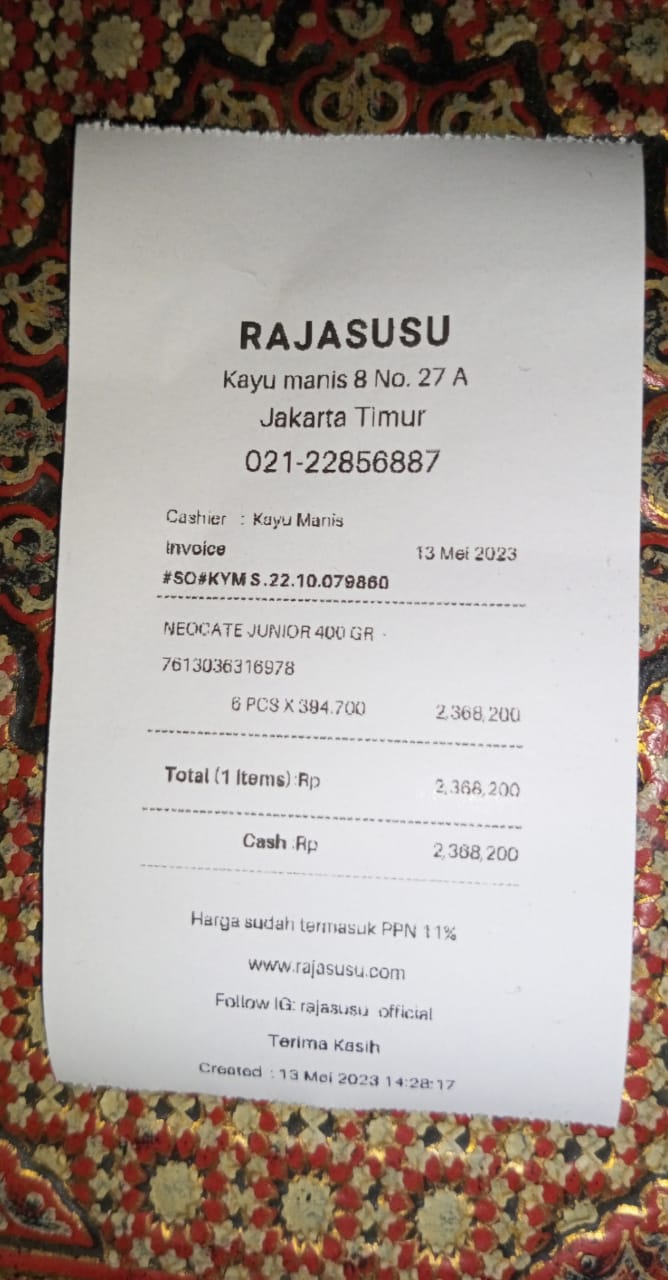 RAJASUSU
Kayu manis 8 No. 27 A
Jakarta Timur
021-22856887
Cashier : Kayu Manis
Invoice 13 Mei 2023
#SO#KYMS.22.10.079860
NEOCATE JUNIOR 400 GR -
7613036316978
6 PCS X 394.700 2,368,200
Total (1 Items) :Rp 2,368,200
Cash :Rp 2,368,200
Harga sudah termasuk PPN 11%
www.rajasusu.com
Follow IG: rajasusu official
Terima Kasih
Created : 13 Mei 2023 14:28:17